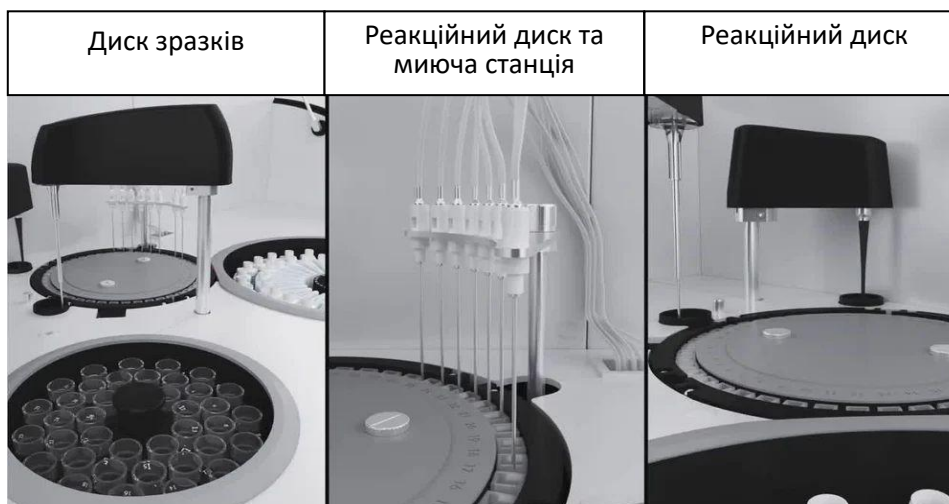 Диск зразків
Реакційний диск та
миюча станція
Реакційний диск